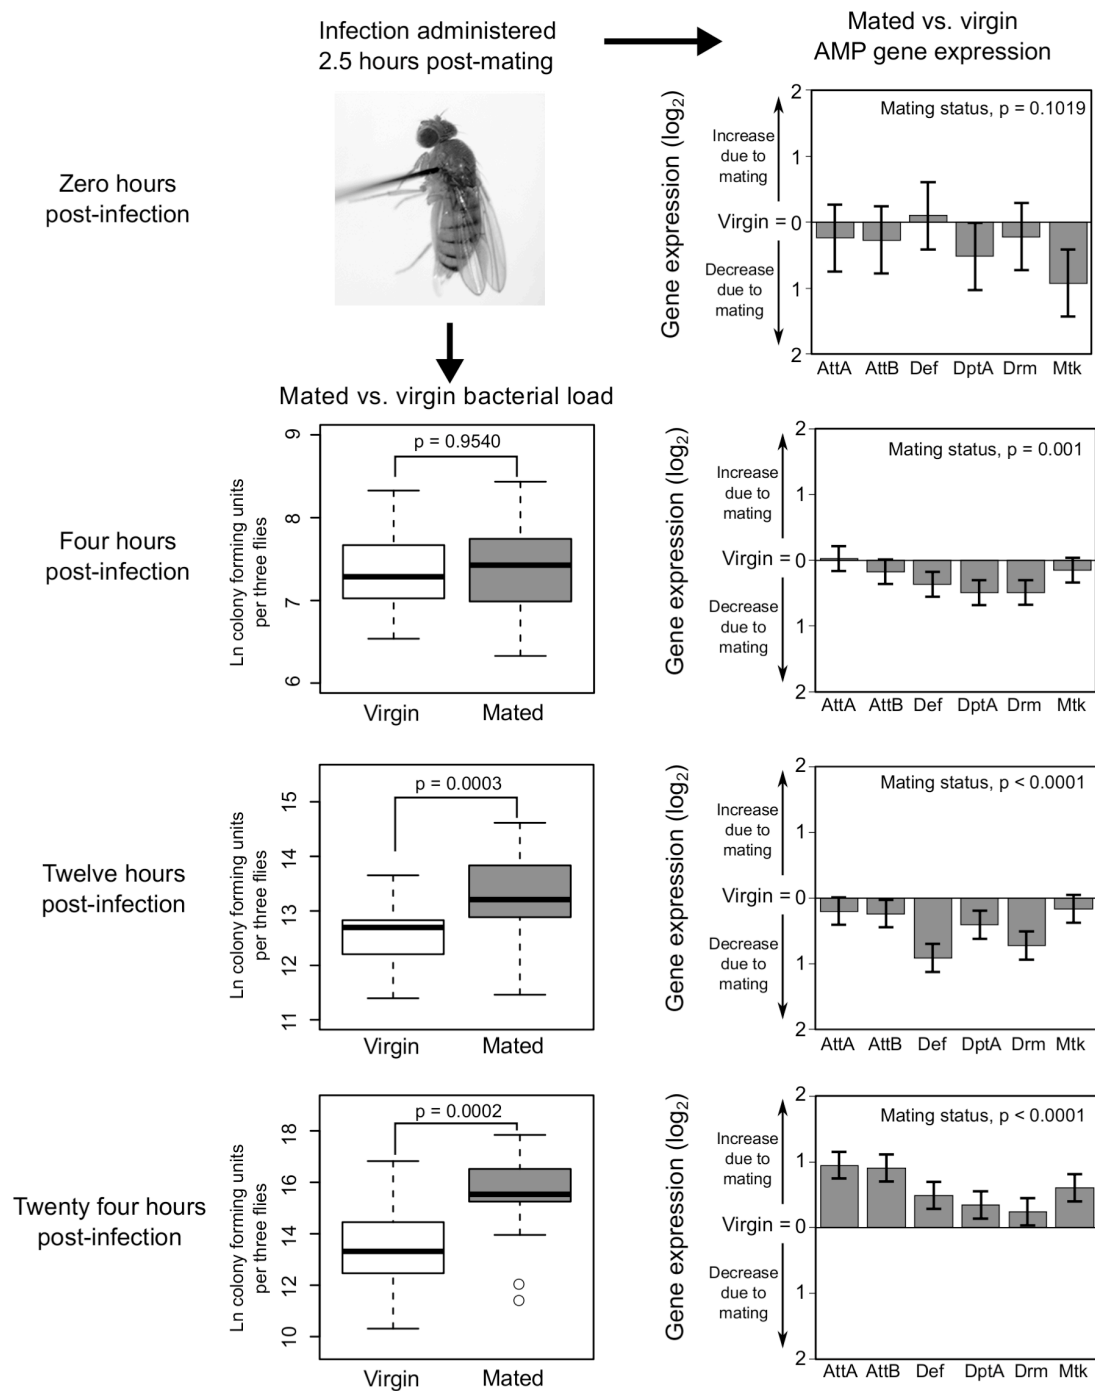 Infection administered
2.5 hours post-mating
Mated vs. virgin
AMP gene expression
Zero hours
post-infection
Gene expression (log₂)
2
1
Virgin = 0
1
2
Increase
due to
mating
Decrease
due to
mating
Mating status, p = 0.1019
AttA AttB Def DptA Drm Mtk
Mated vs. virgin bacterial load
Four hours
post-infection
Ln colony forming units
per three flies
9
8
7
6
p = 0.9540
Virgin Mated
Gene expression (log₂)
2
1
Virgin = 0
1
2
Increase
due to
mating
Decrease
due to
mating
Mating status, p = 0.001
AttA AttB Def DptA Drm Mtk
Twelve hours
post-infection
Ln colony forming units
per three flies
15
14
13
12
11
p = 0.0003
Virgin Mated
Gene expression (log₂)
2
1
Virgin = 0
1
2
Increase
due to
mating
Decrease
due to
mating
Mating status, p < 0.0001
AttA AttB Def DptA Drm Mtk
Twenty four hours
post-infection
Ln colony forming units
per three flies
18
16
14
12
10
p = 0.0002
Virgin Mated
Gene expression (log₂)
2
1
Virgin = 0
1
2
Increase
due to
mating
Decrease
due to
mating
Mating status, p < 0.0001
AttA AttB Def DptA Drm Mtk